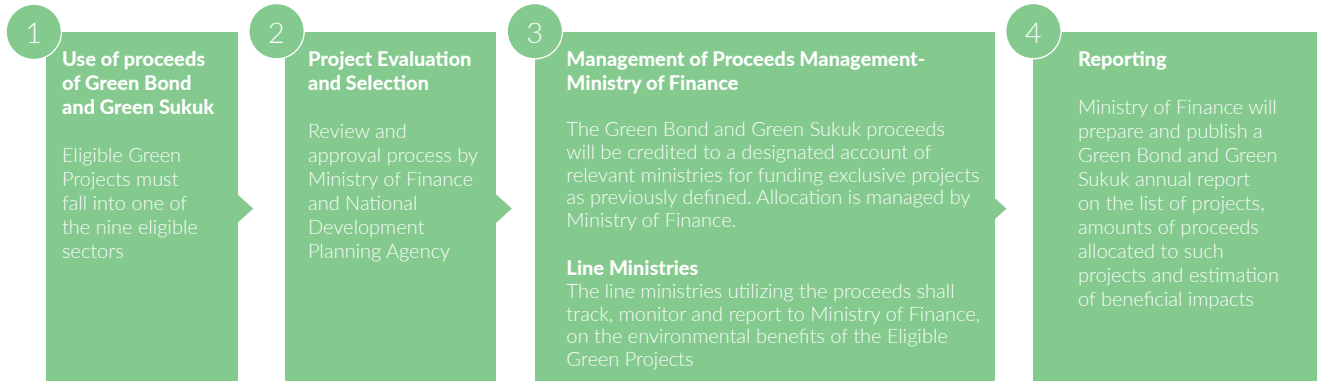 1
Use of proceeds
of Green Bond
and Green Sukuk
Eligible Green
Projects must
fall into one of
the nine eligible
sectors
2
Project Evaluation
and Selection
Review and
approval process by
Ministry of Finance
and National
Development
Planning Agency
3
Management of Proceeds Management-
Ministry of Finance
The Green Bond and Green Sukuk proceeds
will be credited to a designated account of
relevant ministries for funding exclusive projects
as previously defined. Allocation is managed by
Ministry of Finance.
Line Ministries
The line ministries utilizing the proceeds shall
track, monitor and report to Ministry of Finance,
on the environmental benefits of the Eligible
Green Projects
4
Reporting
Ministry of Finance will
prepare and publish a
Green Bond and Green
Sukuk annual report
on the list of projects,
amounts of proceeds
allocated to such
projects and estimation
of beneficial impacts